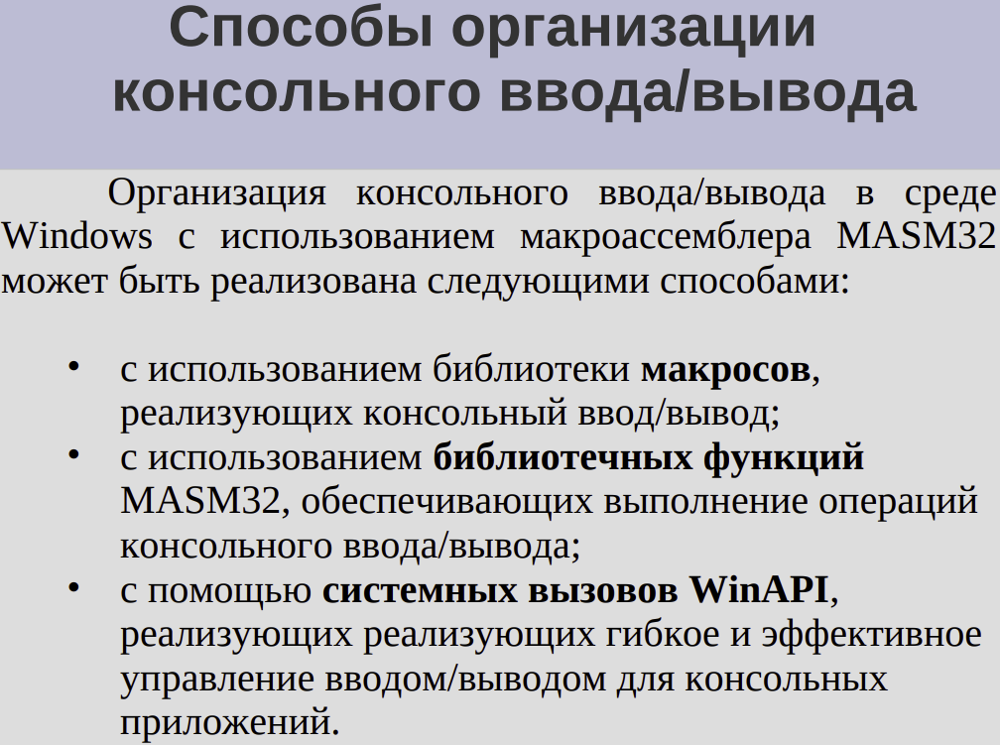 Способы организации
консольного ввода/вывода
Организация консольного ввода/вывода в среде
Windows с использованием макроассемблера MASM32
может быть реализована следующими способами:
• с использованием библиотеки макросов,
реализующих консольный ввод/вывод;
• с использованием библиотечных функций
MASM32, обеспечивающих выполнение операций
консольного ввода/вывода;
• с помощью системных вызовов WinAPI,
реализующих реализующих гибкое и эффективное
управление вводом/выводом для консольных
приложений.